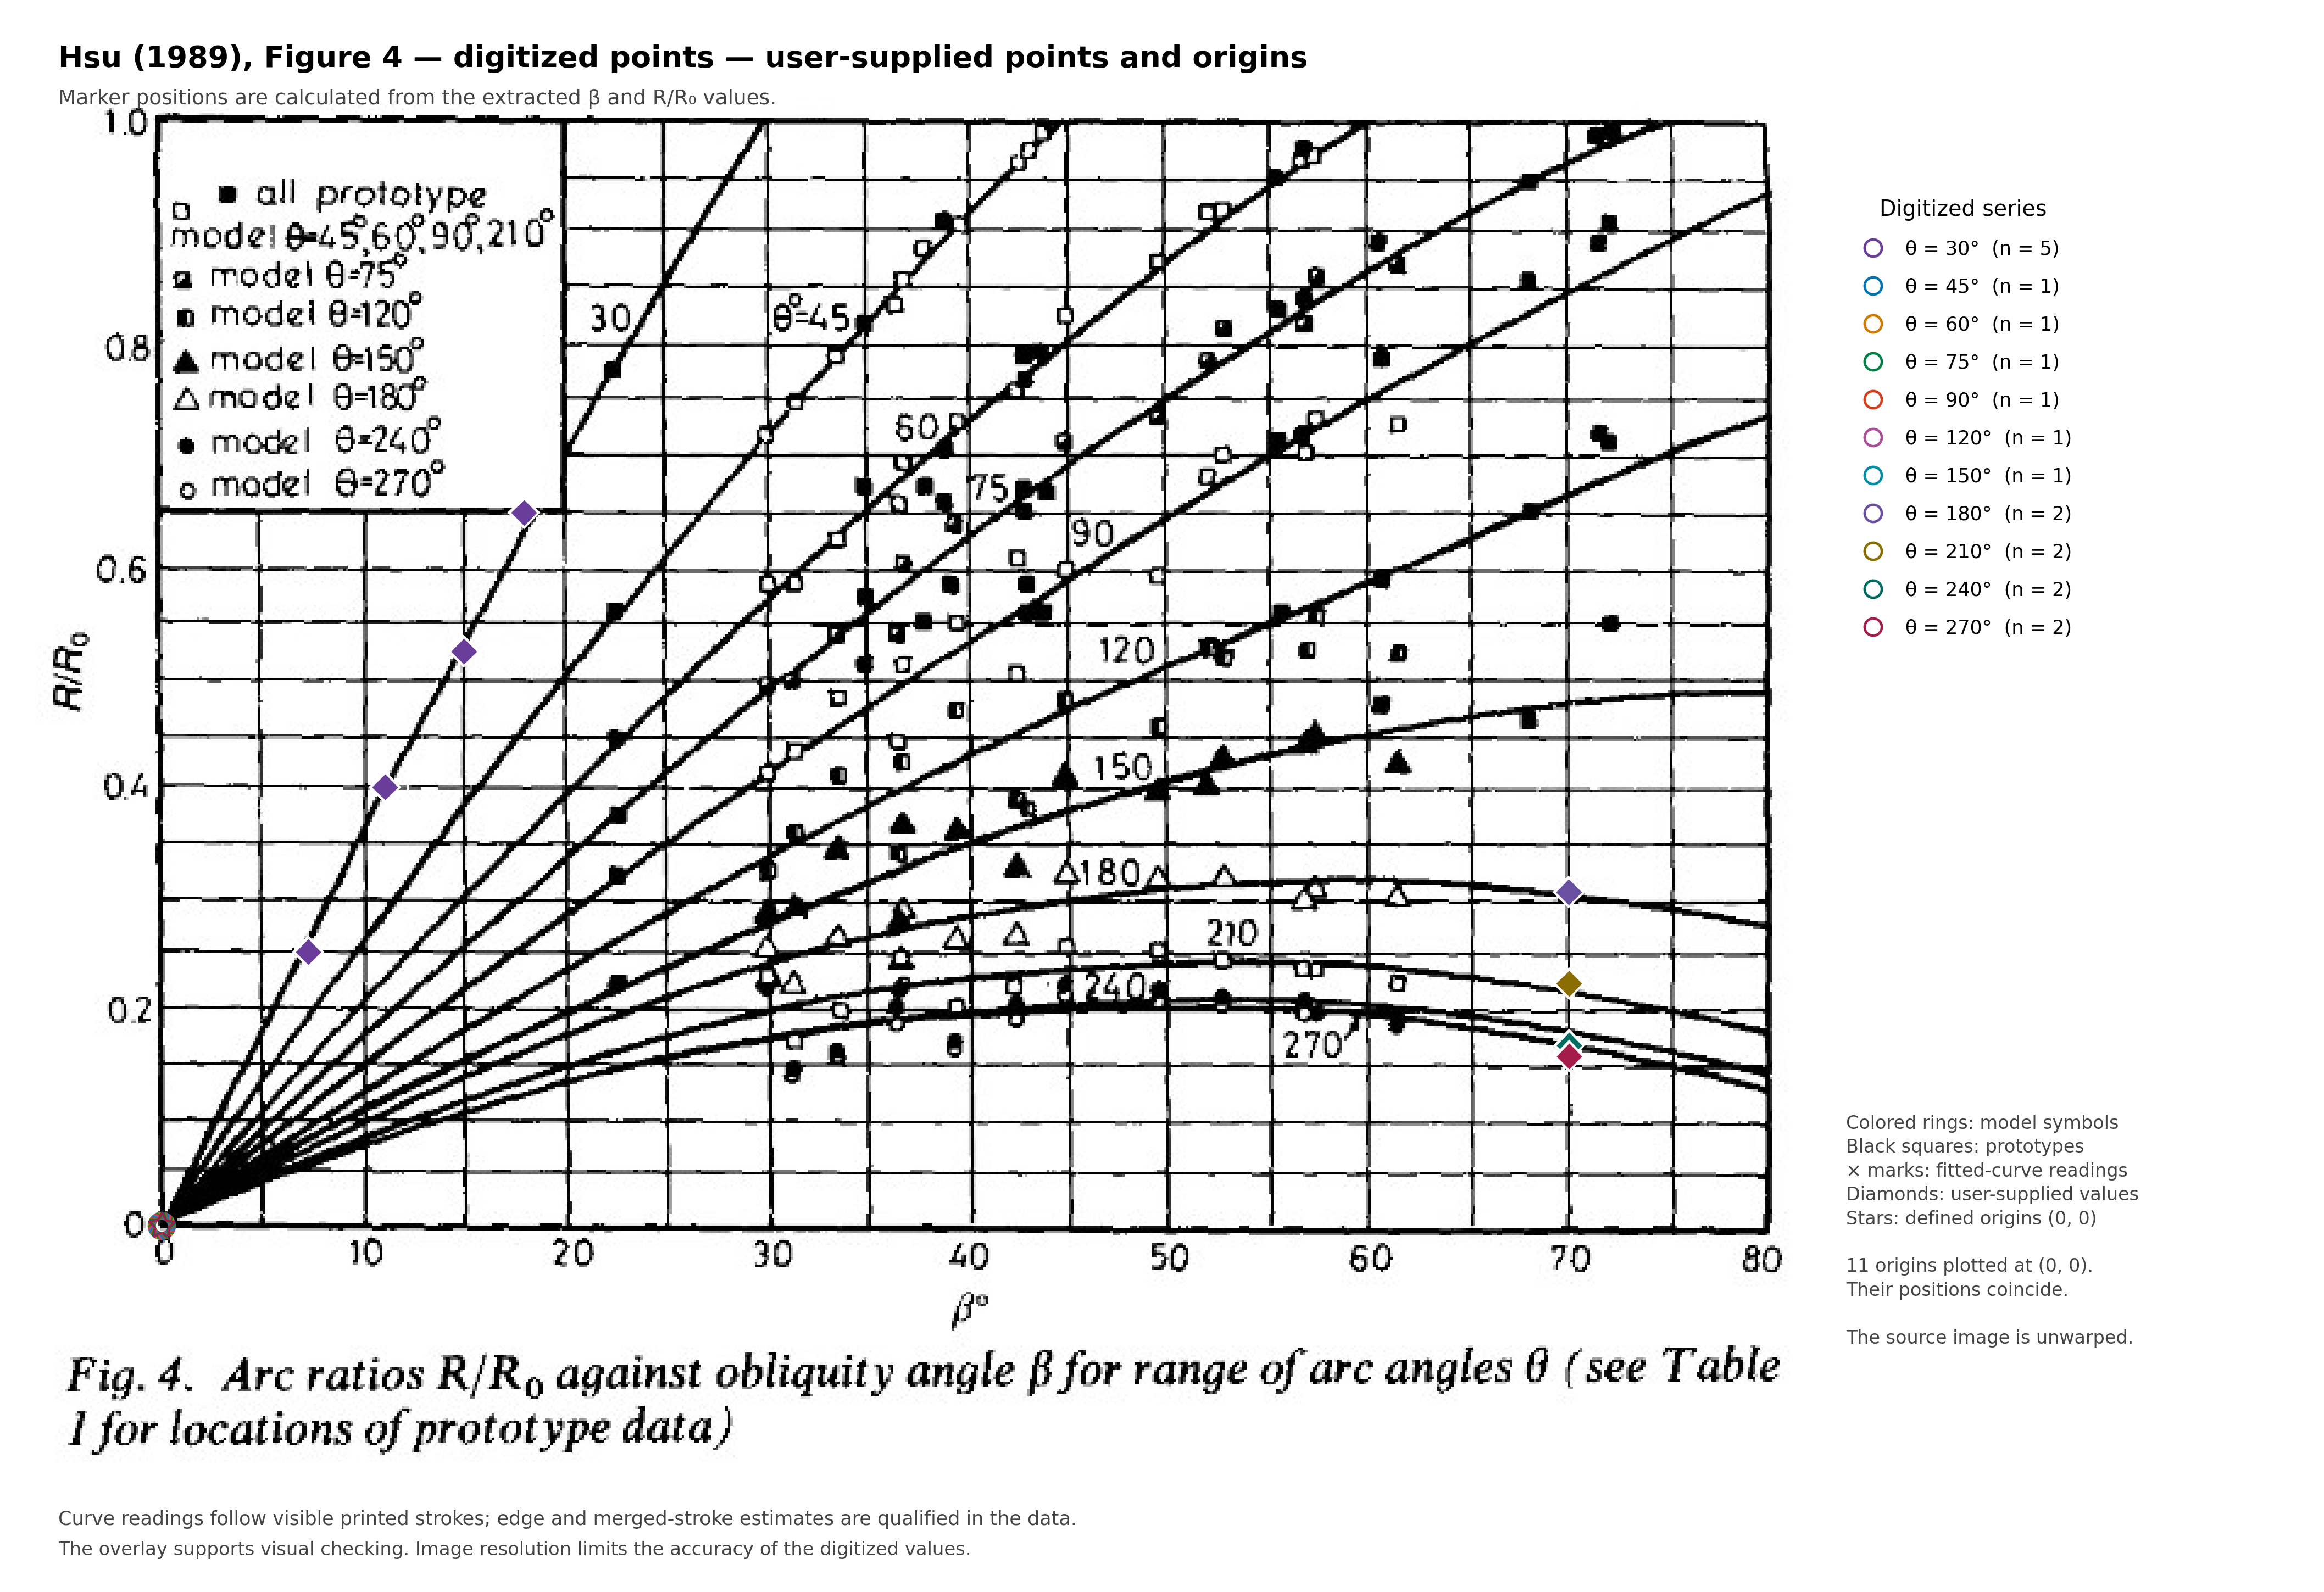 Hsu (1989), Figure 4 — digitized points — user-supplied points and origins
Marker positions are calculated from the extracted β and R/R₀ values.
1.0
0.8
0.6
0.4
0.2
0
R/R₀
■ all prototype
model θ=45°,60°,90°,210°
model θ=75°
model θ=120°
▲ model θ=150°
△ model θ=180°
● model θ=240°
○ model θ=270°
30
θ°=45
60
75
90
120
150
180
210
240
270
0 10 20 30 40 50 60 70 80
β°
Fig. 4. Arc ratios R/R₀ against obliquity angle β for range of arc angles θ (see Table
1 for locations of prototype data)
Digitized series
θ = 30° (n = 5)
θ = 45° (n = 1)
θ = 60° (n = 1)
θ = 75° (n = 1)
θ = 90° (n = 1)
θ = 120° (n = 1)
θ = 150° (n = 1)
θ = 180° (n = 2)
θ = 210° (n = 2)
θ = 240° (n = 2)
θ = 270° (n = 2)
Colored rings: model symbols
Black squares: prototypes
× marks: fitted-curve readings
Diamonds: user-supplied values
Stars: defined origins (0, 0)
11 origins plotted at (0, 0).
Their positions coincide.
The source image is unwarped.
Curve readings follow visible printed strokes; edge and merged-stroke estimates are qualified in the data.
The overlay supports visual checking. Image resolution limits the accuracy of the digitized values.